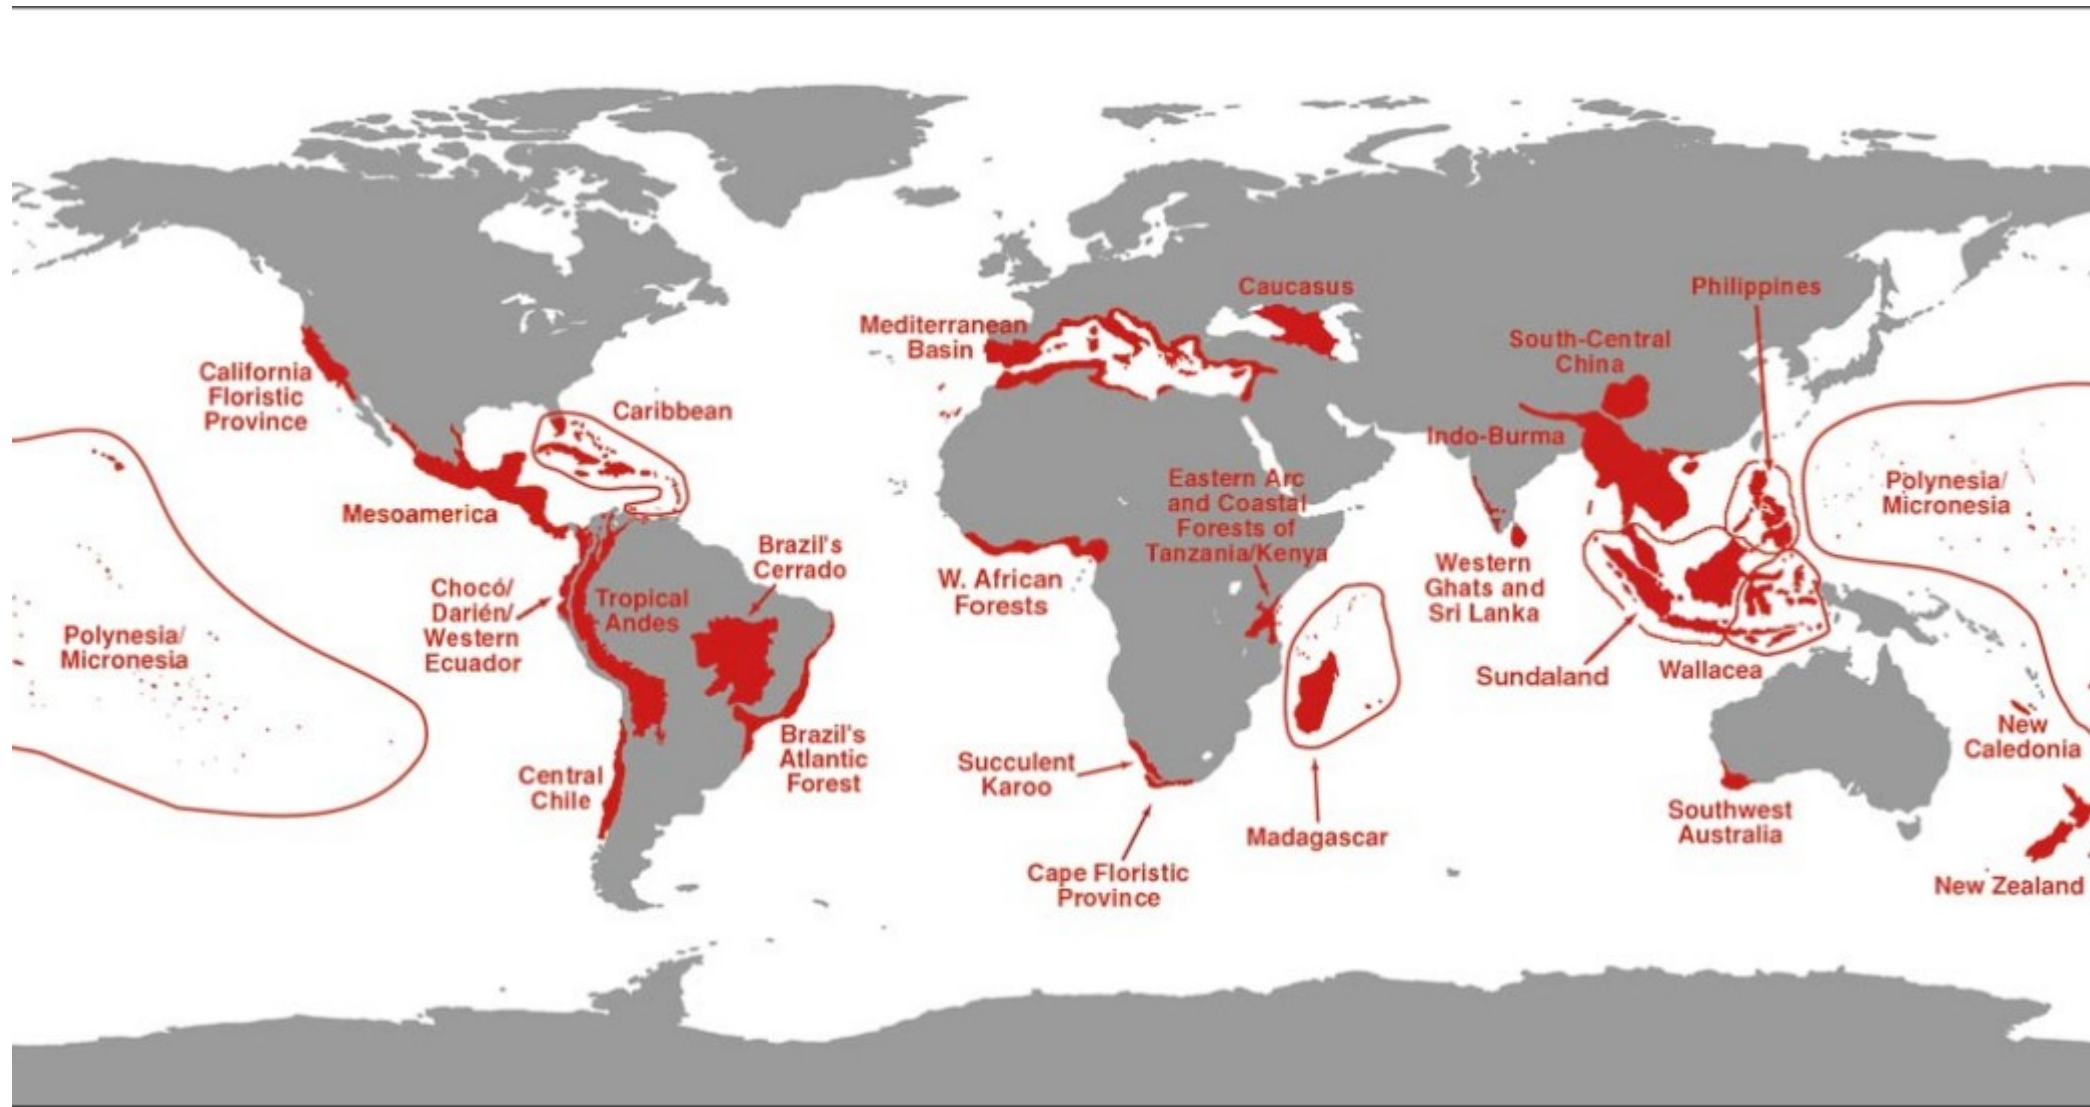 Caucasus
Philippines
Mediterranean
Basin
South-Central
China
California
Floristic
Province
Caribbean
Indo-Burma
Eastern Arc
and Coastal
Forests of
Tanzania/Kenya
Polynesia/
Micronesia
Mesoamerica
Brazil's
Cerrado
Chocó/
Darién/
Western
Ecuador
Tropical
Andes
W. African
Forests
Western
Ghats and
Sri Lanka
Polynesia/
Micronesia
Sundaland
Wallacea
New
Caledonia
Central
Chile
Brazil's
Atlantic
Forest
Succulent
Karoo
Madagascar
Southwest
Australia
Cape Floristic
Province
New Zealand